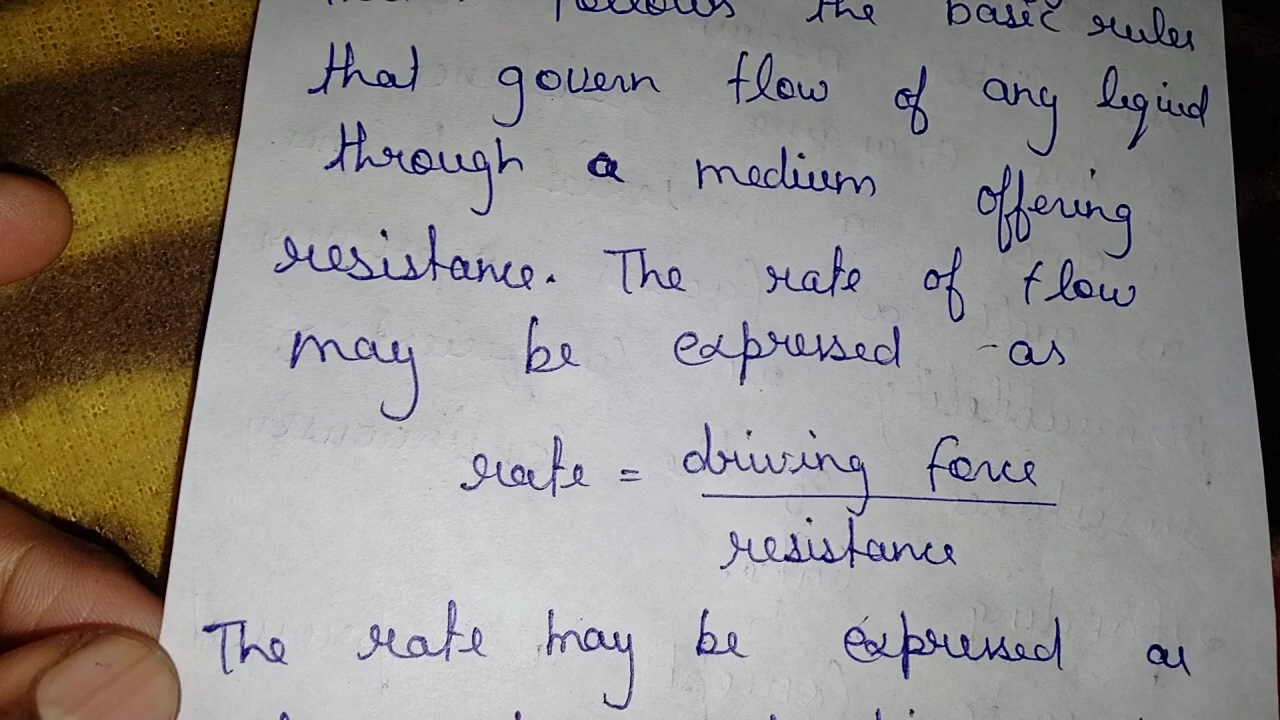 follows the basic rules
that govern flow of any liquid
through a medium offering
resistance. The rate of flow
may be expressed as
rate = driving force
resistance
The rate may be expressed as